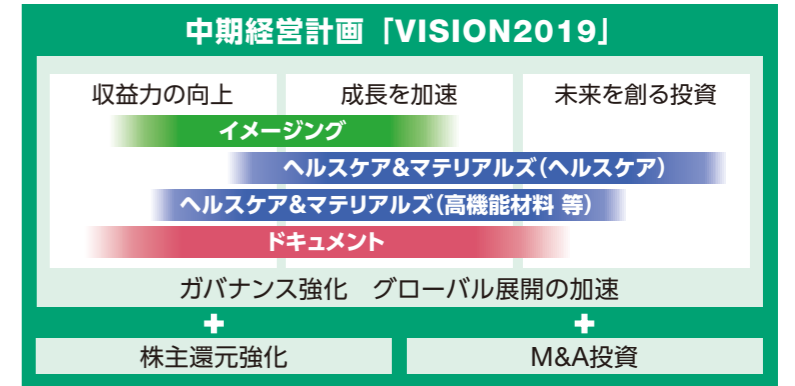 中期経営計画「VISION2019」
収益力の向上 成長を加速 未来を創る投資
イメージング
ヘルスケア&マテリアルズ（ヘルスケア）
ヘルスケア&マテリアルズ（高機能材料 等）
ドキュメント
ガバナンス強化 グローバル展開の加速
+ +
株主還元強化 M&A投資